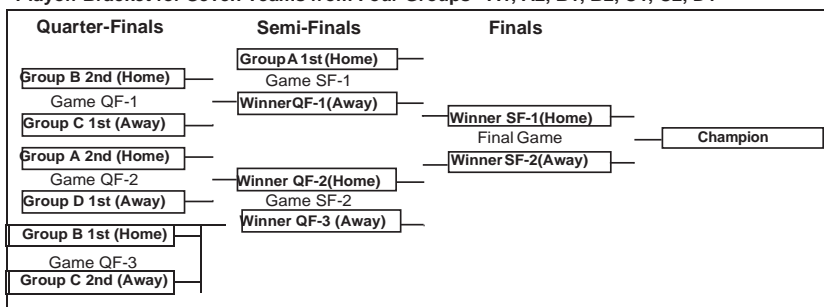 Quarter-Finals Semi-Finals Finals
Group A 1st (Home)
Group B 2nd (Home) Game SF-1
Game QF-1 Winner QF-1 (Away)
Group C 1st (Away) Winner SF-1 (Home)
Final Game Champion
Group A 2nd (Home) Winner SF-2 (Away)
Game QF-2 Winner QF-2 (Home)
Group D 1st (Away) Game SF-2
Winner QF-3 (Away)
Group B 1st (Home)
Game QF-3
Group C 2nd (Away)